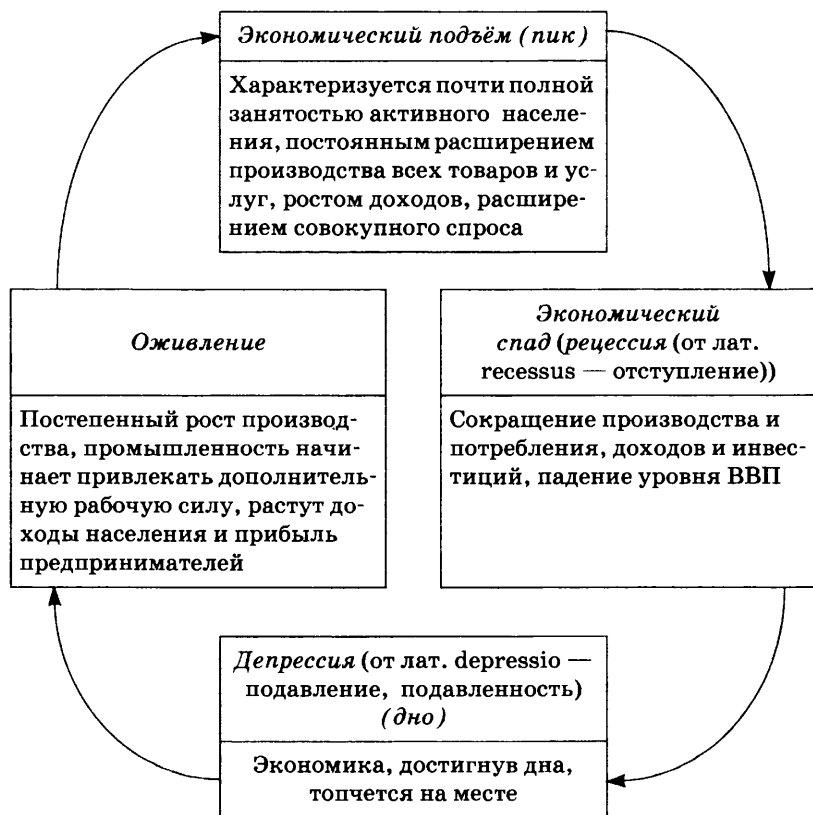 Экономический подъём (пик)
Характеризуется почти полной
занятостью активного населе-
ния, постоянным расширением
производства всех товаров и ус-
луг, ростом доходов, расшире-
нием совокупного спроса
Оживление
Постепенный рост производ-
ства, промышленность начи-
нает привлекать дополнитель-
ную рабочую силу, растут до-
ходы населения и прибыль
предпринимателей
Экономический
спад (рецессия (от лат.
recessus — отступление))
Сокращение производства и
потребления, доходов и инвес-
тиций, падение уровня ВВП
Депрессия (от лат. depressio —
подавление, подавленность)
(дно)
Экономика, достигнув дна,
топчется на месте